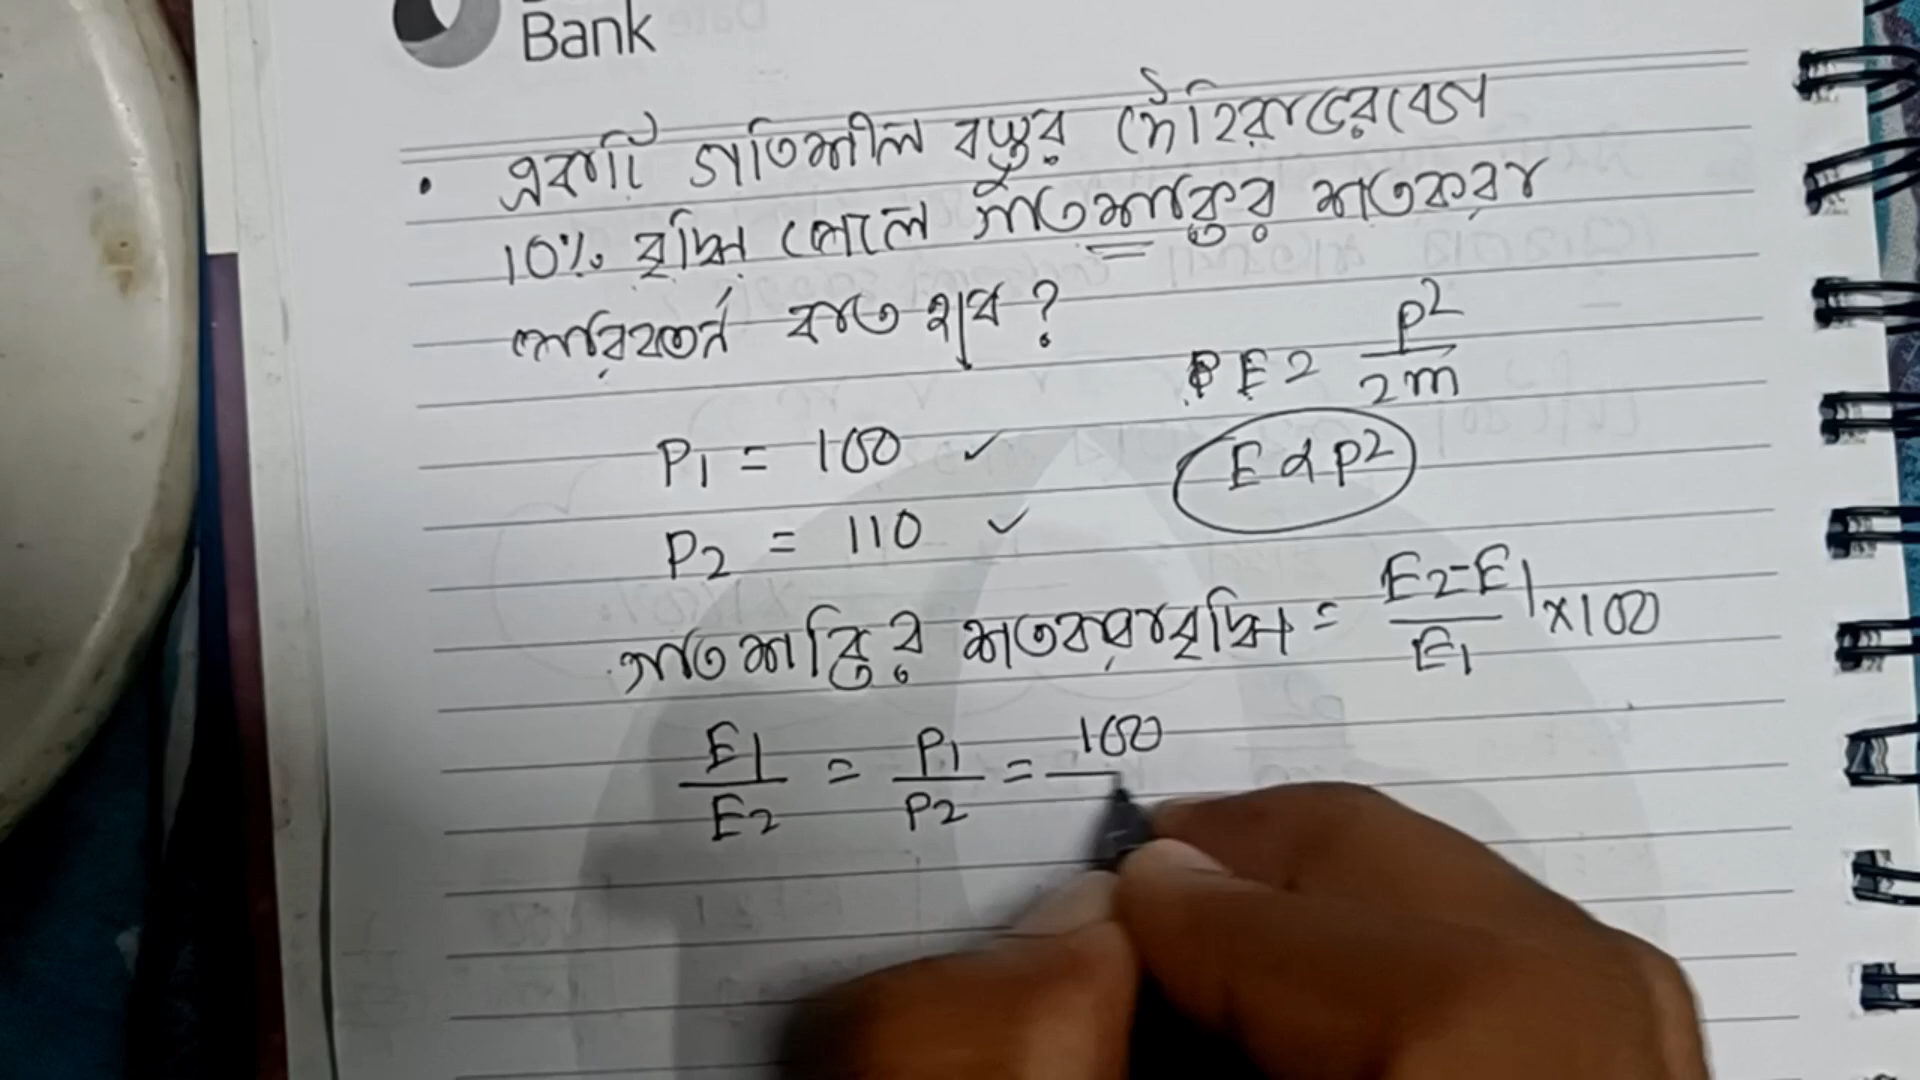 Bank
• একটি গতিশীল বস্তুর রৈখিক ভরবেগ
10% বৃদ্ধি পেলে গতিশক্তির শতকরা
পরিবর্তন কত হবে ?
E = p²/2m
P1 = 100 ✓
E α p²
P2 = 110 ✓
গতিশক্তির শতকরা বৃদ্ধি = E2-E1/E1 ×100
E1/E2 = P1/P2 = 100